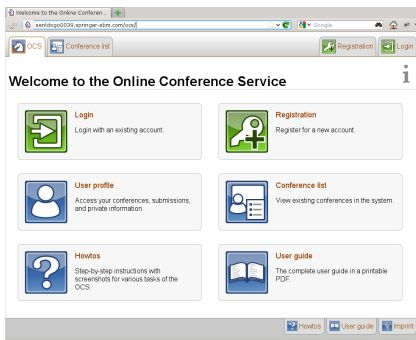 Welcome to the Online Conferen...
senldogo0039.springer-sbm.com/ocs/
Google
OCS
Conference list
Registration
Login
Welcome to the Online Conference Service
i
Login
Login with an existing account.
Registration
Register for a new account.
User profile
Access your conferences, submissions,
and private information.
Conference list
View existing conferences in the system.
Howtos
Step-by-step instructions with
screenshots for various tasks of the
OCS.
User guide
The complete user guide in a printable
PDF.
Howtos
User guide
Imprint